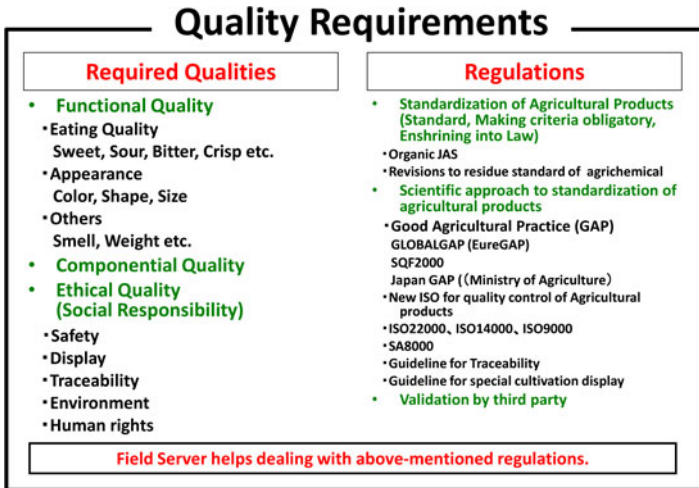 Quality Requirements
Required Qualities
• Functional Quality
・Eating Quality
Sweet, Sour, Bitter, Crisp etc.
・Appearance
Color, Shape, Size
・Others
Smell, Weight etc.
• Componential Quality
• Ethical Quality
(Social Responsibility)
・Safety
・Display
・Traceability
・Environment
・Human rights
Regulations
• Standardization of Agricultural Products
(Standard, Making criteria obligatory,
Enshrining into Law)
・Organic JAS
・Revisions to residue standard of agrichemical
• Scientific approach to standardization of
agricultural products
・Good Agricultural Practice (GAP)
GLOBALGAP (EureGAP)
SQF2000
Japan GAP ((Ministry of Agriculture)
・New ISO for quality control of Agricultural
products
・ISO22000、ISO14000、ISO9000
・SA8000
・Guideline for Traceability
・Guideline for special cultivation display
• Validation by third party
Field Server helps dealing with above-mentioned regulations.